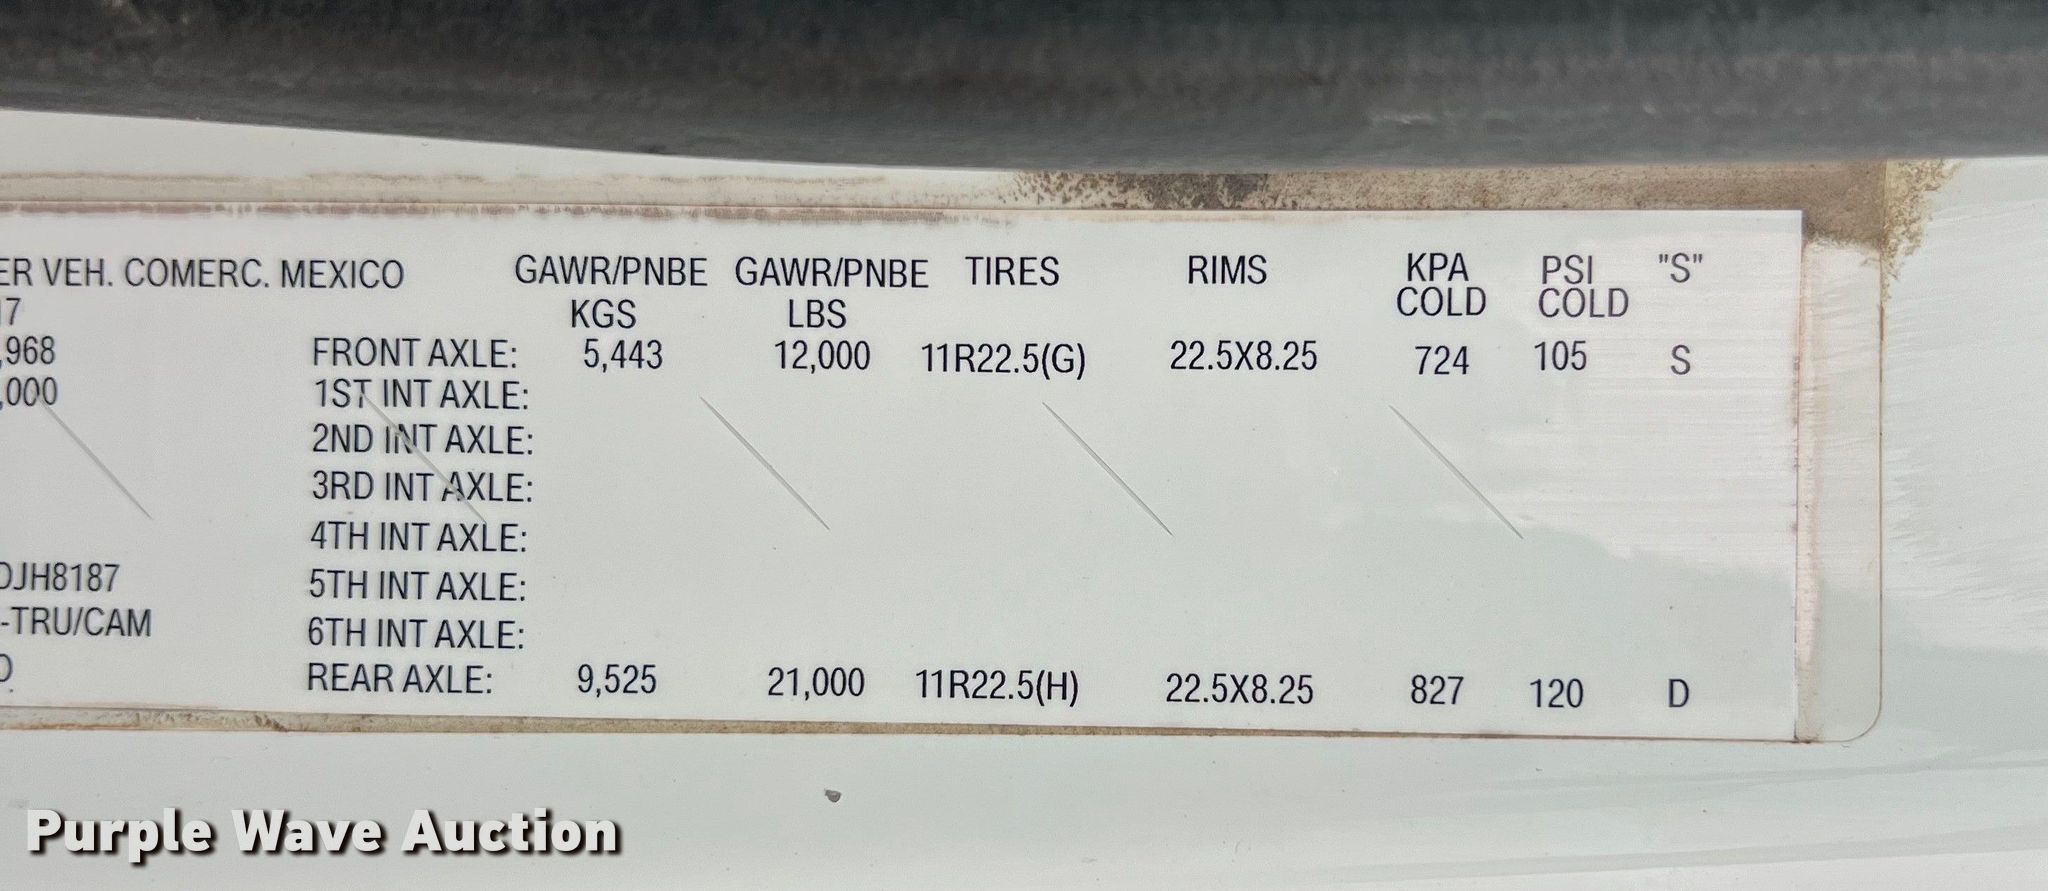 ER VEH. COMERC. MEXICO GAWR/PNBE GAWR/PNBE TIRES RIMS KPA PSI "S"
17 KGS LBS COLD COLD
,968 FRONT AXLE: 5,443 12,000 11R22.5(G) 22.5X8.25 724 105 S
,000 1ST INT AXLE:
2ND INT AXLE:
3RD INT AXLE:
4TH INT AXLE:
DJH8187 5TH INT AXLE:
-TRU/CAM 6TH INT AXLE:
REAR AXLE: 9,525 21,000 11R22.5(H) 22.5X8.25 827 120 D
Purple Wave Auction